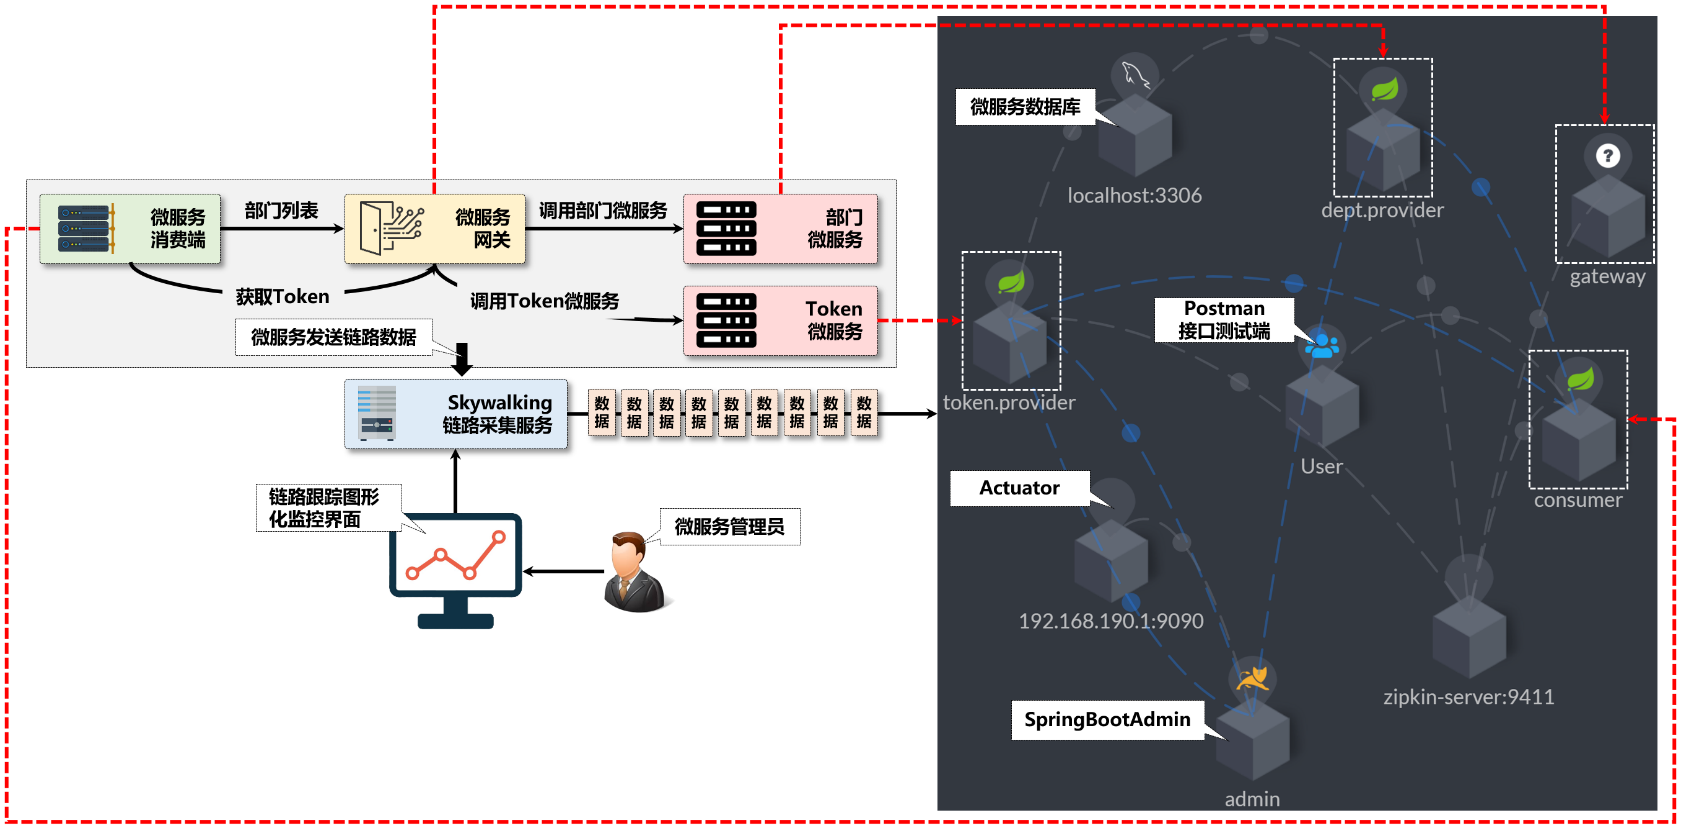 微服务
消费端
部门列表
微服务
网关
调用部门微服务
部门
微服务
获取Token
调用Token微服务
Token
微服务
微服务发送链路数据
Skywalking
链路采集服务
数据
数据
数据
数据
数据
数据
数据
数据
数据
链路跟踪图形
化监控界面
微服务管理员
微服务数据库
localhost:3306
dept.provider
?
gateway
token.provider
Postman
接口测试端
User
consumer
Actuator
192.168.190.1:9090
zipkin-server:9411
SpringBootAdmin
admin